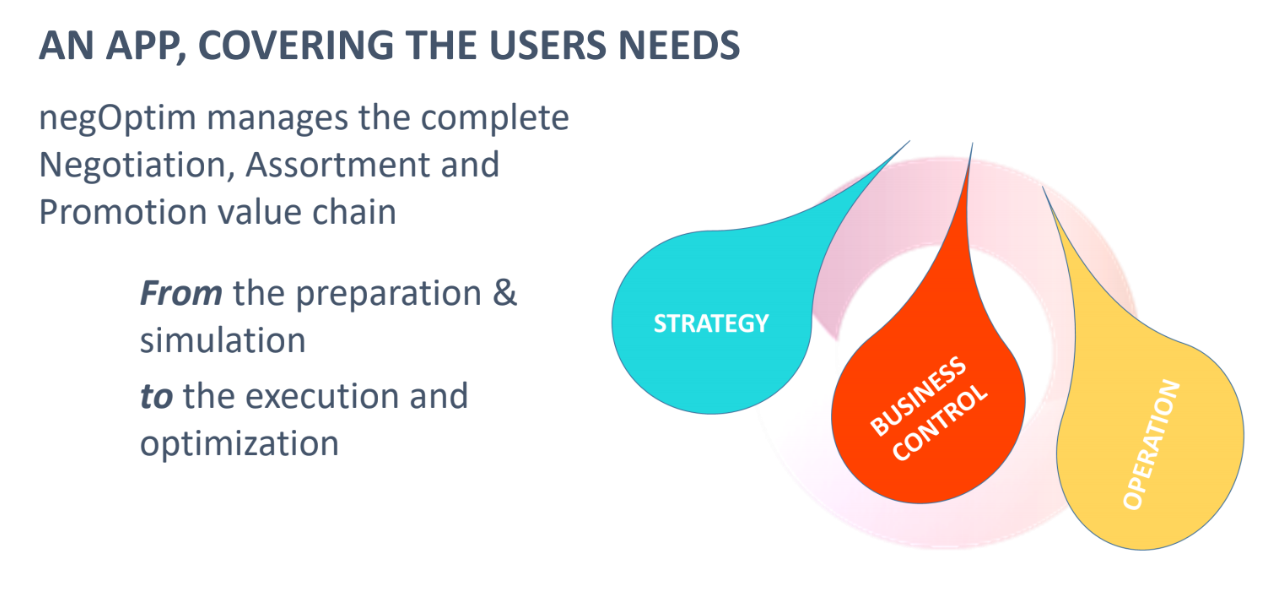 AN APP, COVERING THE USERS NEEDS
negOptim manages the complete
Negotiation, Assortment and
Promotion value chain
From the preparation &
simulation
to the execution and
optimization
STRATEGY
BUSINESS
CONTROL
OPERATION